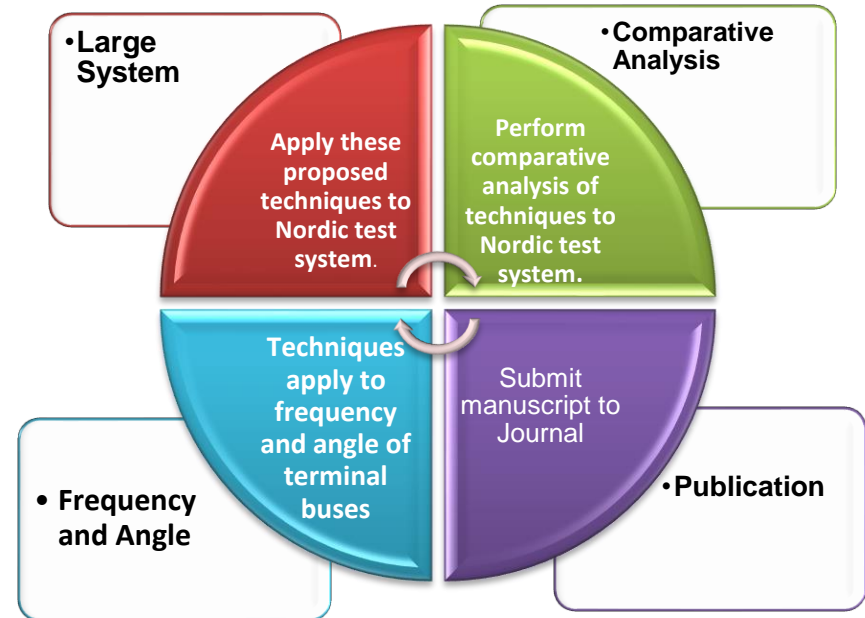 •Large
System
•Comparative
Analysis
Apply these
proposed
techniques to
Nordic test
system.
Perform
comparative
analysis of
techniques to
Nordic test
system.
Techniques
apply to
frequency
and angle of
terminal
buses
Submit
manuscript to
Journal
• Frequency
and Angle
•Publication